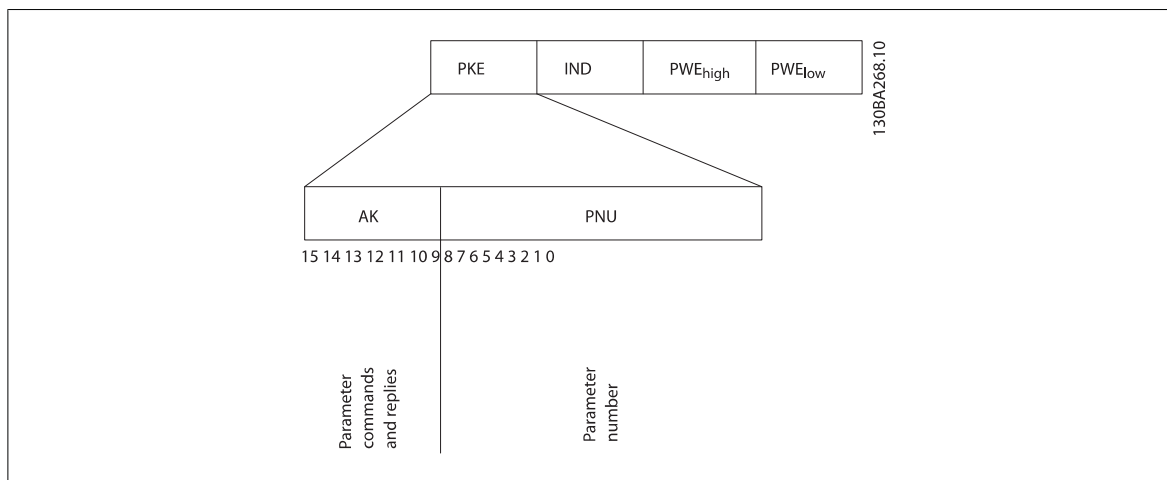 PKE IND PWEhigh PWElow
130BA268.10
AK PNU
15 14 13 12 11 10 9 8 7 6 5 4 3 2 1 0
Parameter
commands
and replies
Parameter
number